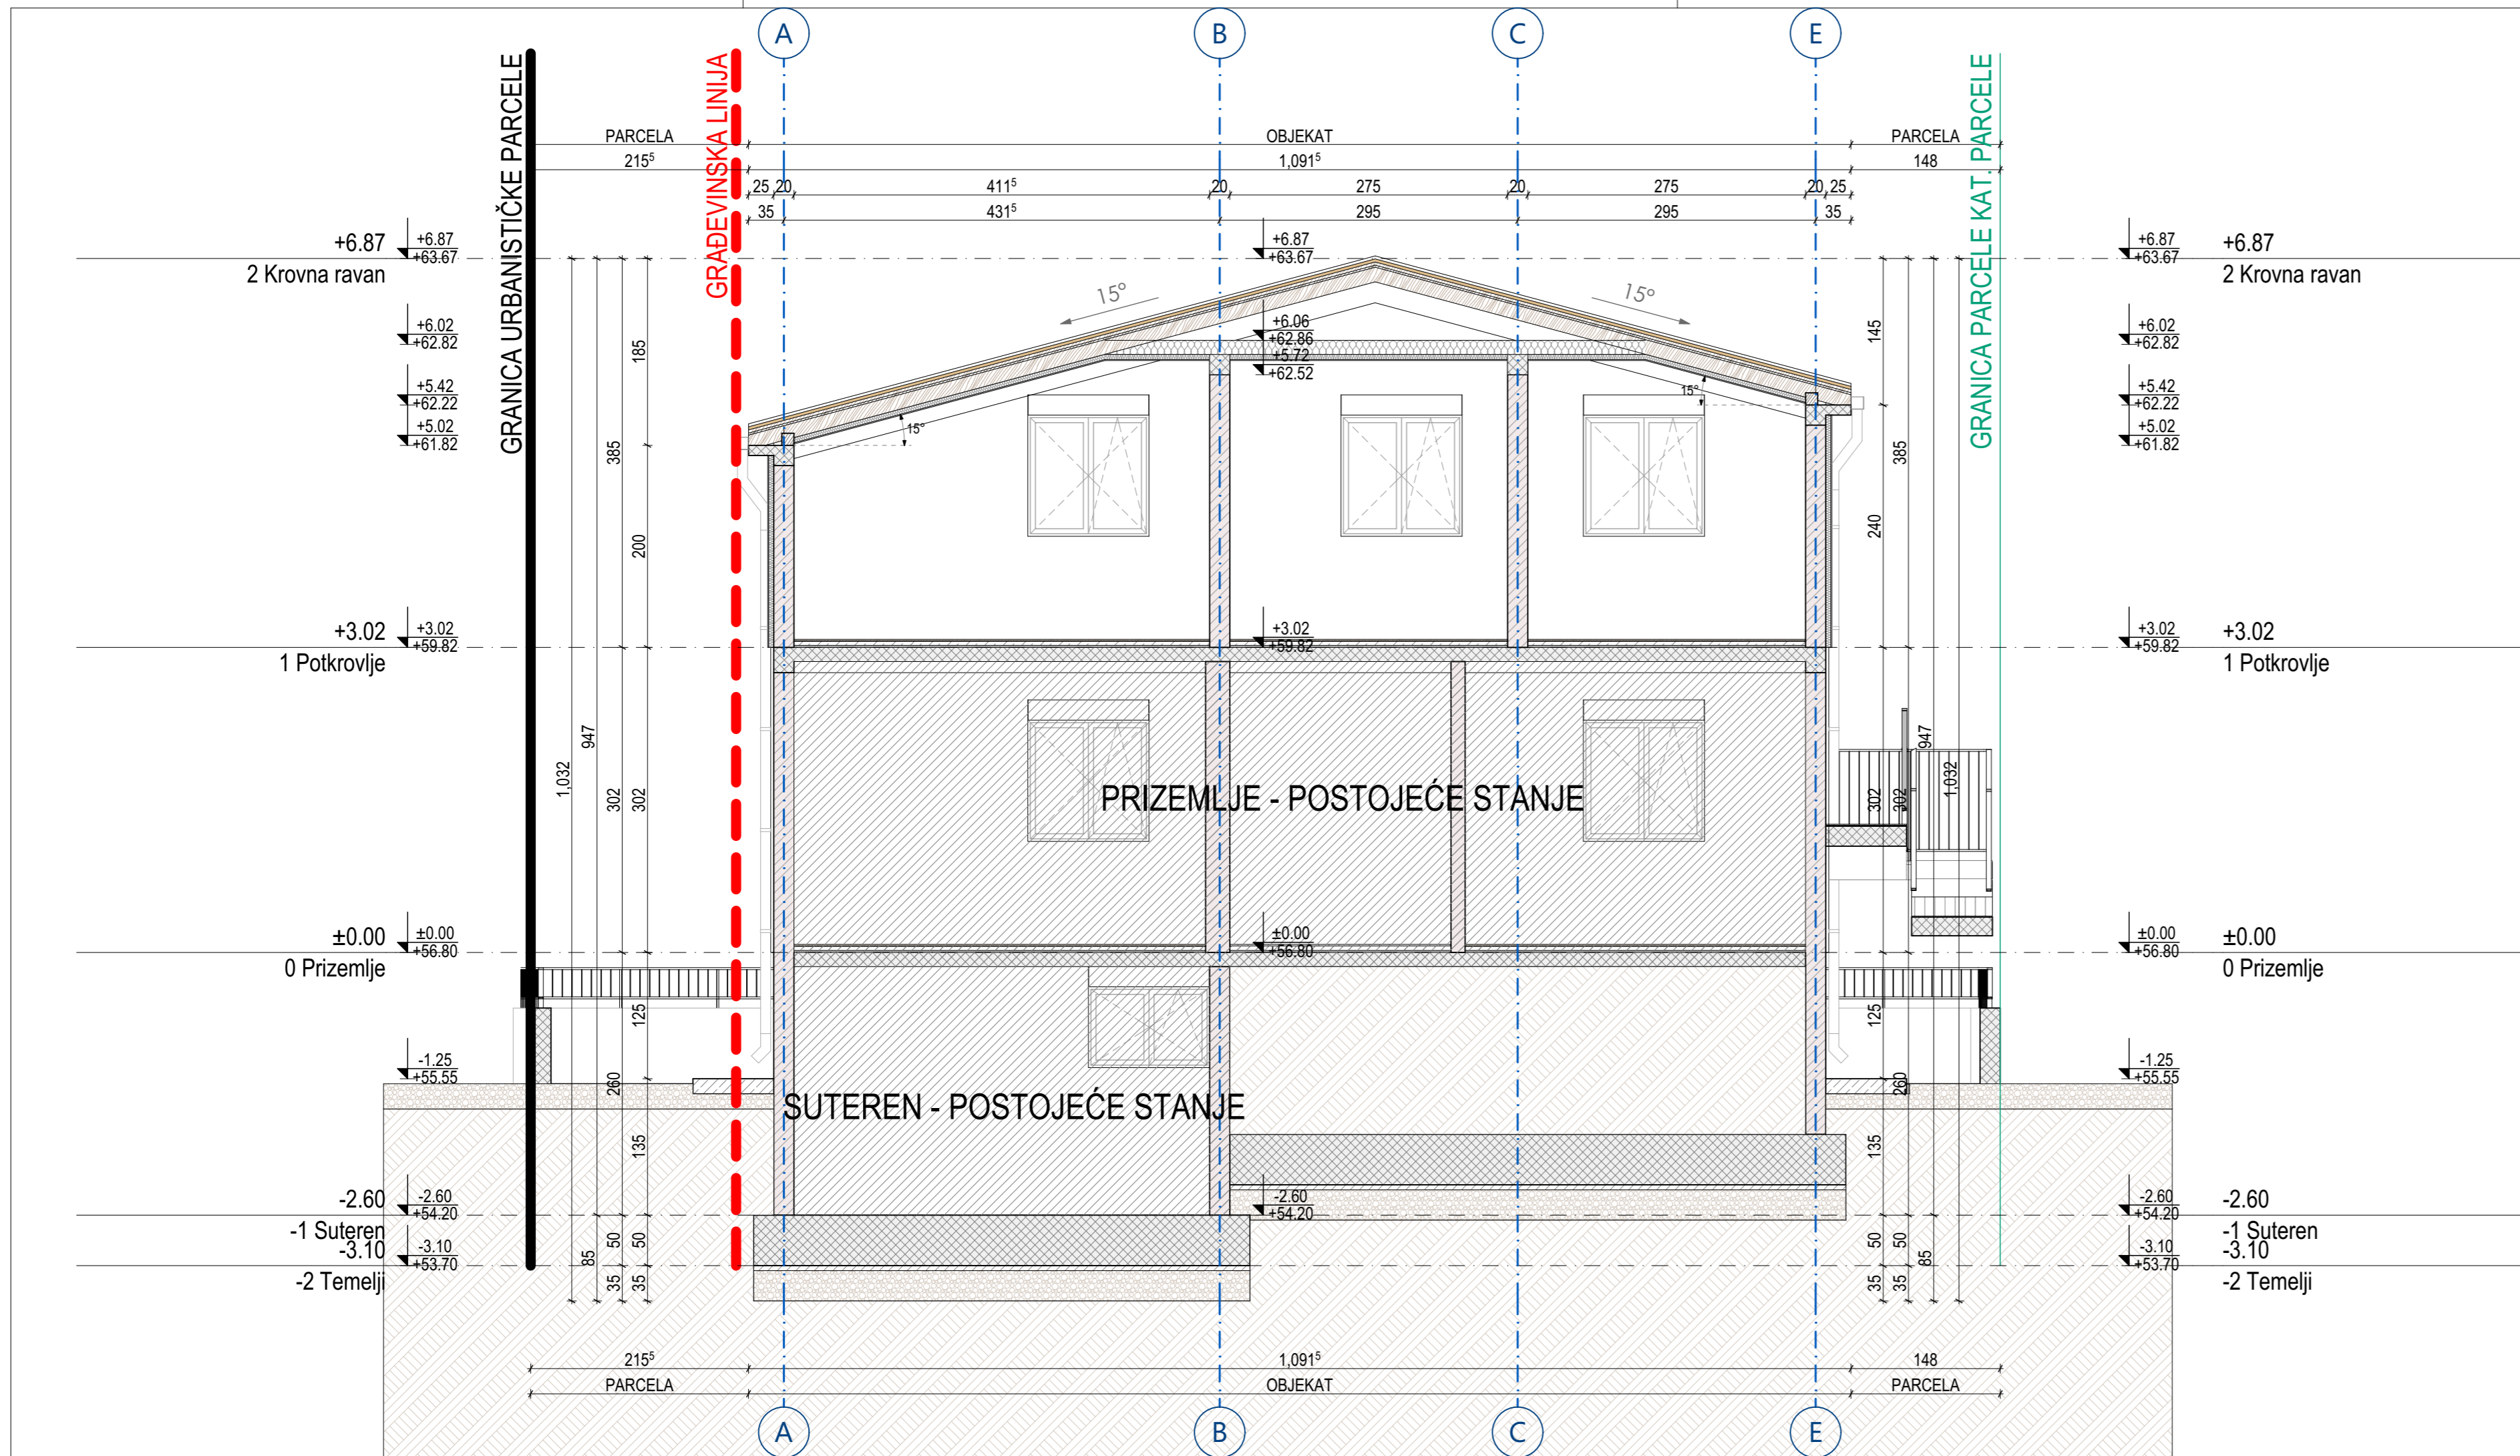 A B C E
GRANICA URBANISTIČKE PARCELE
GRAĐEVINSKA LINIJA
GRANICA PARCELE KAT. PARCELE
PARCELA OBJEKAT PARCELA
215⁵ 1,091⁵ 148
25 20 411⁵ 20 275 20 275 20 25
35 431⁵ 295 295 35
+6.87
2 Krovna ravan
+6.87
+63.67
+6.87
+63.67
+6.87
+63.67
+6.87
2 Krovna ravan
15° 15°
+6.02
+62.82
+6.06
+62.86
+5.72
+62.52
+6.02
+62.82
+5.42
+62.22
+5.42
+62.22
+5.02
+61.82
+5.02
+61.82
15° 15°
185 385 200
145 385 240
+3.02
1 Potkrovlje
+3.02
+59.82
+3.02
+59.82
+3.02
+59.82
+3.02
1 Potkrovlje
1,032 947 302 302
302 302 947 1,032
PRIZEMLJE - POSTOJEĆE STANJE
±0.00
0 Prizemlje
±0.00
+56.80
±0.00
+56.80
±0.00
+56.80
±0.00
0 Prizemlje
125 260 135
125 260 135
-1.25
+55.55
-1.25
+55.55
SUTEREN - POSTOJEĆE STANJE
-2.60
-1 Suteren
-2.60
+54.20
-2.60
+54.20
-2.60
+54.20
-2.60
-1 Suteren
-3.10
-2 Temelji
-3.10
+53.70
-3.10
+53.70
-3.10
-2 Temelji
85 50 50 35 35
50 50 85 35 35
215⁵ 1,091⁵ 148
PARCELA OBJEKAT PARCELA
A B C E